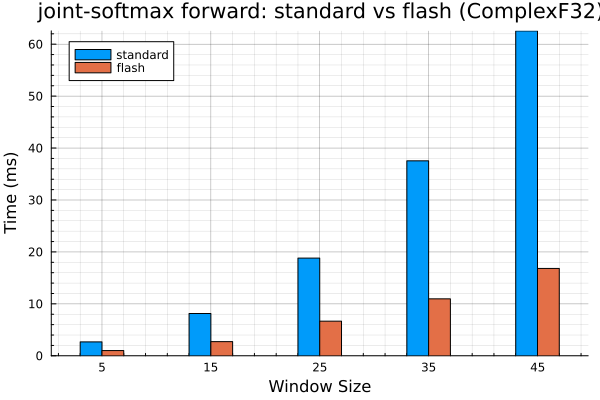 joint-softmax forward: standard vs flash (ComplexF32)
standard
flash
60
50
40
30
20
10
0
Time (ms)
5 15 25 35 45
Window Size